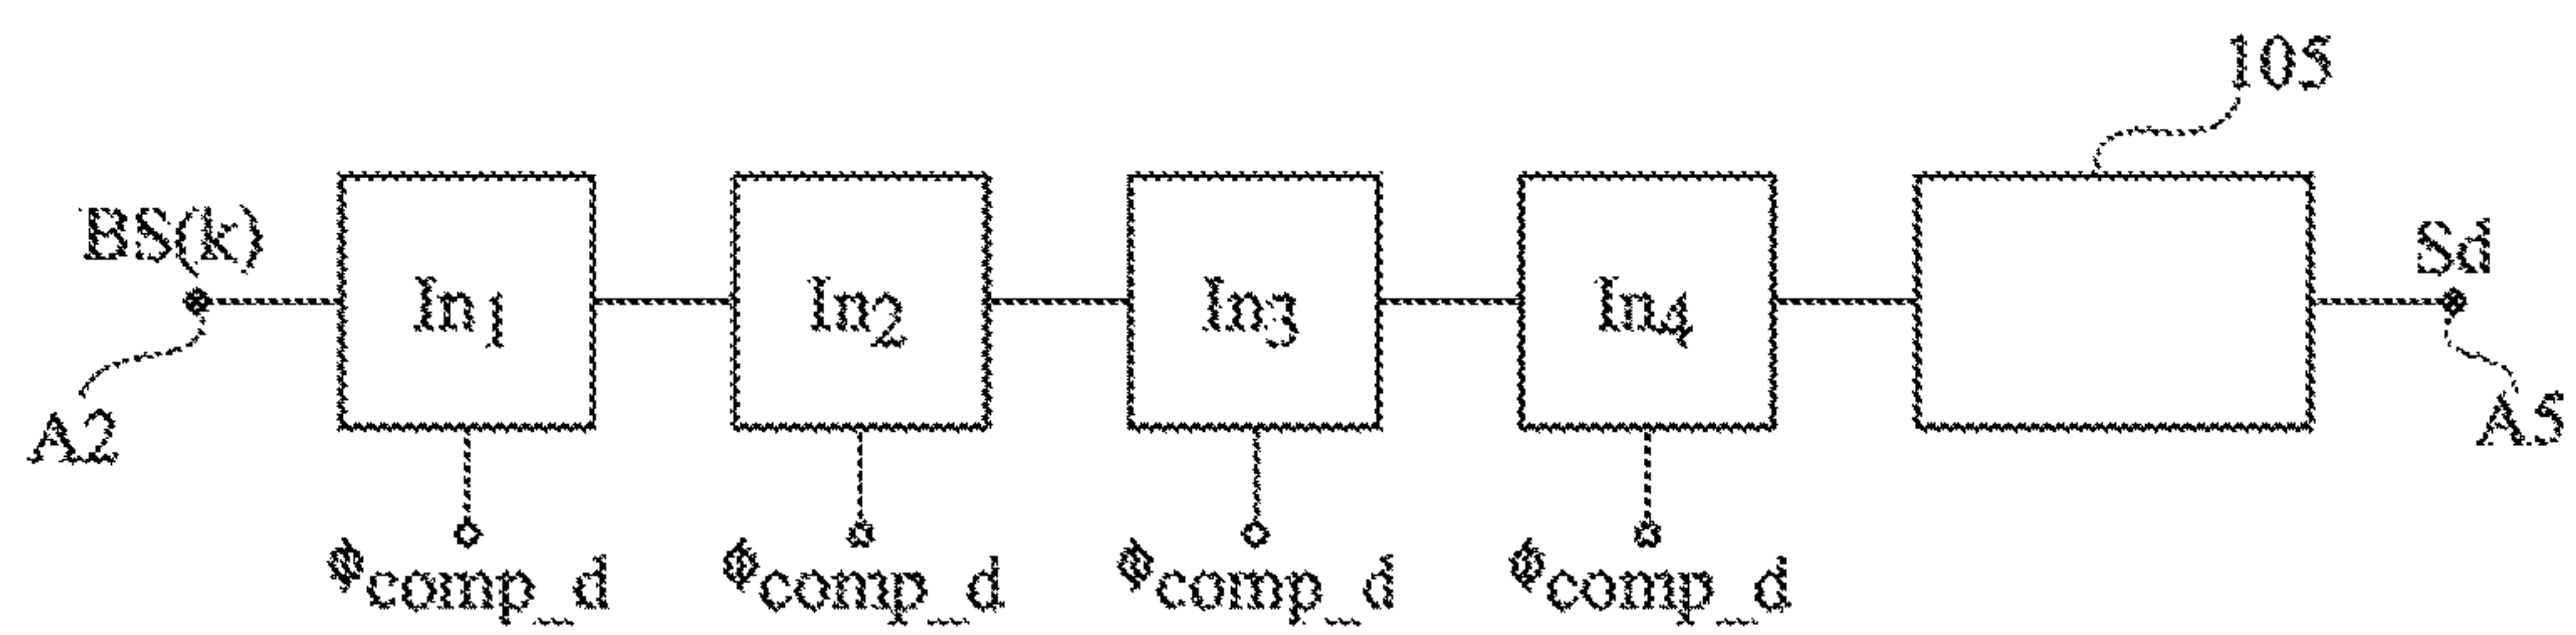 105
BS(k)
Sd
In1
In2
In3
In4
A2
A5
ϕcomp_d
ϕcomp_d
ϕcomp_d
ϕcomp_d